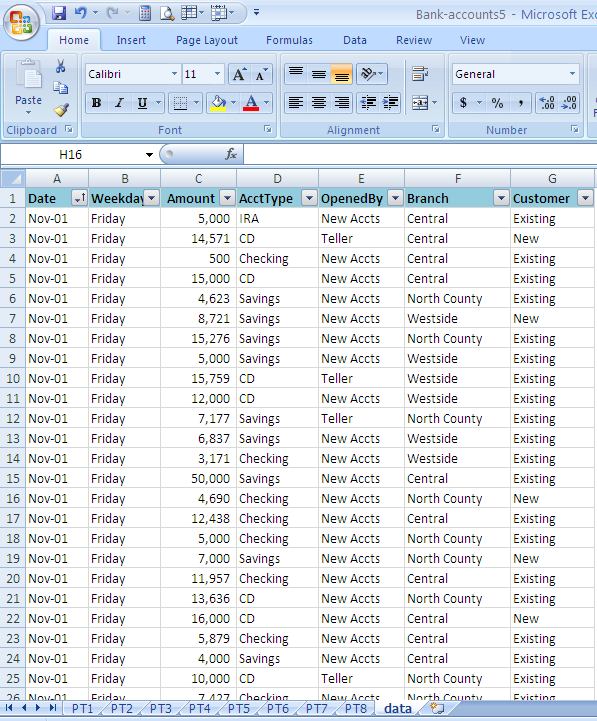 Bank-accounts5 - Microsoft Exc
Home Insert Page Layout Formulas Data Review View
Paste Calibri 11 A A General
B I U A $ % , .0 .00 .00 .0
Clipboard Font Alignment Number
H16 fx
A B C D E F G
1 Date Weekday Amount AcctType OpenedBy Branch Customer
2 Nov-01 Friday 5,000 IRA New Accts Central Existing
3 Nov-01 Friday 14,571 CD Teller Central New
4 Nov-01 Friday 500 Checking New Accts Central Existing
5 Nov-01 Friday 15,000 CD New Accts Central Existing
6 Nov-01 Friday 4,623 Savings New Accts North County Existing
7 Nov-01 Friday 8,721 Savings New Accts Westside New
8 Nov-01 Friday 15,276 Savings New Accts North County Existing
9 Nov-01 Friday 5,000 Savings New Accts Westside Existing
10 Nov-01 Friday 15,759 CD Teller Westside Existing
11 Nov-01 Friday 12,000 CD New Accts Westside Existing
12 Nov-01 Friday 7,177 Savings Teller North County Existing
13 Nov-01 Friday 6,837 Savings New Accts Westside Existing
14 Nov-01 Friday 3,171 Checking New Accts Westside Existing
15 Nov-01 Friday 50,000 Savings New Accts Central Existing
16 Nov-01 Friday 4,690 Checking New Accts North County New
17 Nov-01 Friday 12,438 Checking New Accts Central Existing
18 Nov-01 Friday 5,000 Checking New Accts North County Existing
19 Nov-01 Friday 7,000 Savings New Accts North County New
20 Nov-01 Friday 11,957 Checking New Accts Central Existing
21 Nov-01 Friday 13,636 CD New Accts North County Existing
22 Nov-01 Friday 16,000 CD New Accts Central New
23 Nov-01 Friday 5,879 Checking New Accts Central Existing
24 Nov-01 Friday 4,000 Savings New Accts Central Existing
25 Nov-01 Friday 10,000 CD Teller North County Existing
26 Nov-01 Friday 7,427 Checking New Accts North County Existing
PT1 PT2 PT3 PT4 PT5 PT6 PT7 PT8 data